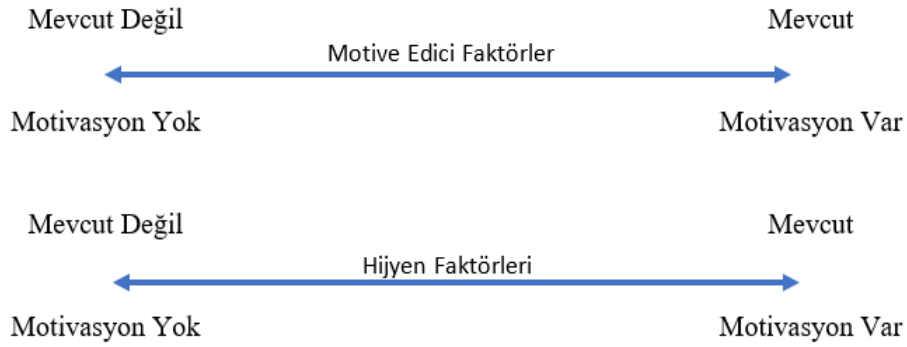 Mevcut Değil Mevcut
Motive Edici Faktörler
Motivasyon Yok Motivasyon Var
Mevcut Değil Mevcut
Hijyen Faktörleri
Motivasyon Yok Motivasyon Var